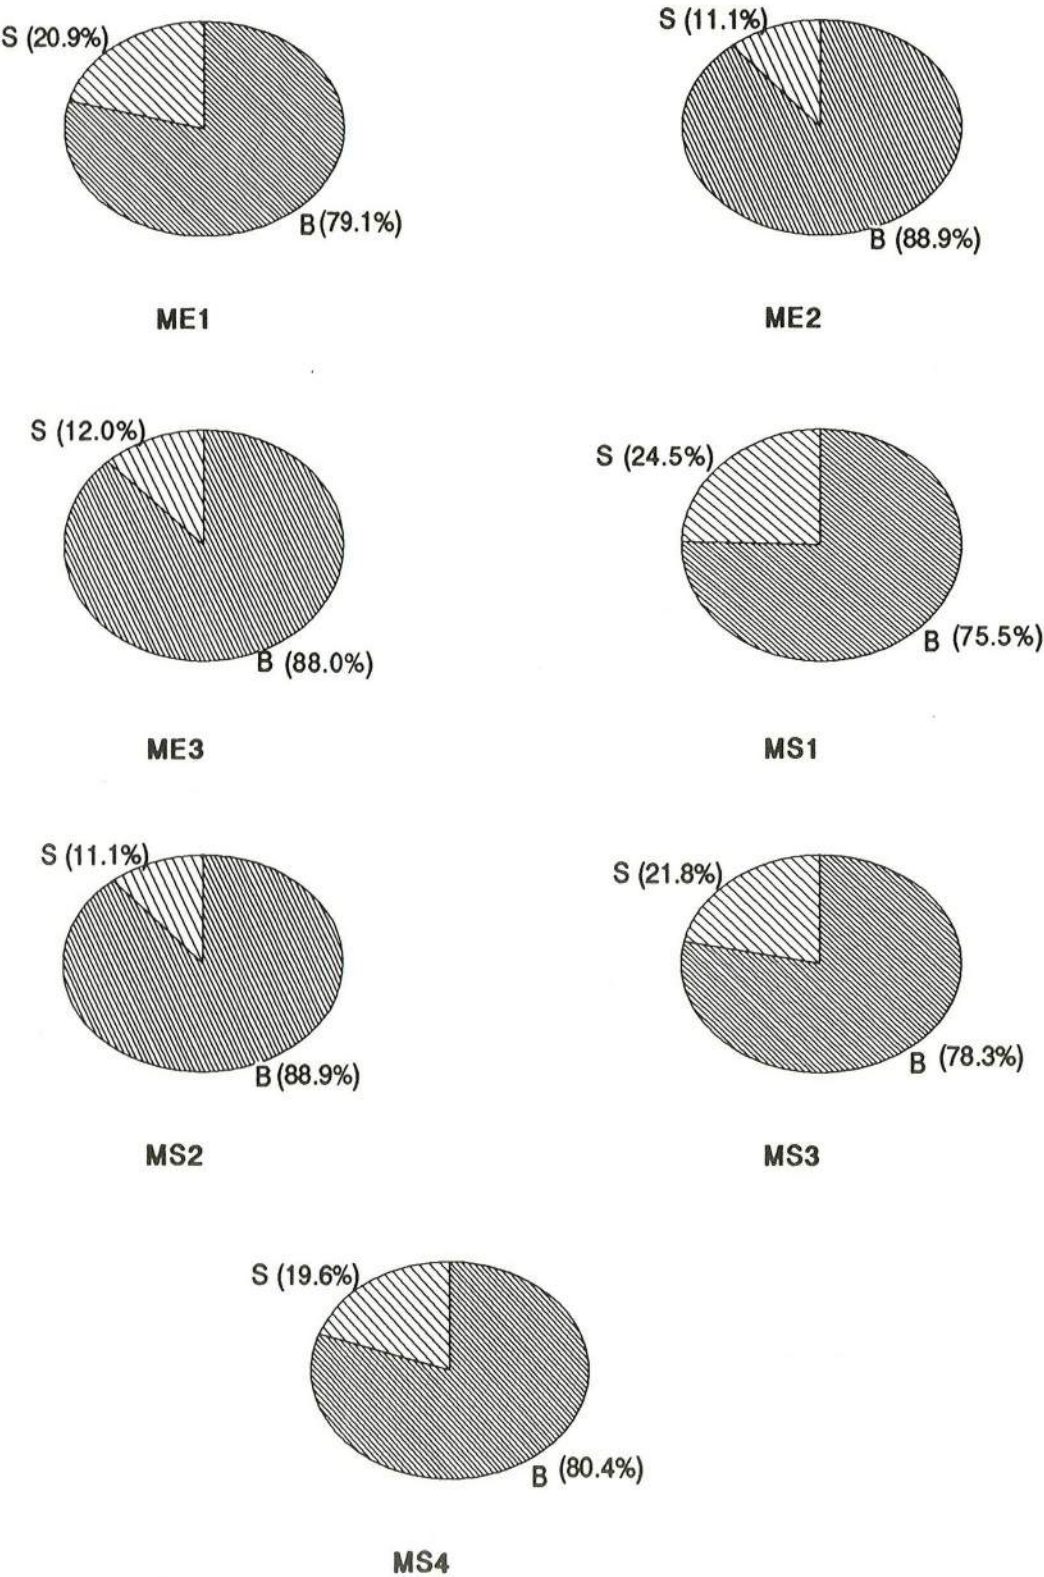 S (20.9%)
B (79.1%)
ME1
S (11.1%)
B (88.9%)
ME2
S (12.0%)
B (88.0%)
ME3
S (24.5%)
B (75.5%)
MS1
S (11.1%)
B (88.9%)
MS2
S (21.8%)
B (78.3%)
MS3
S (19.6%)
B (80.4%)
MS4